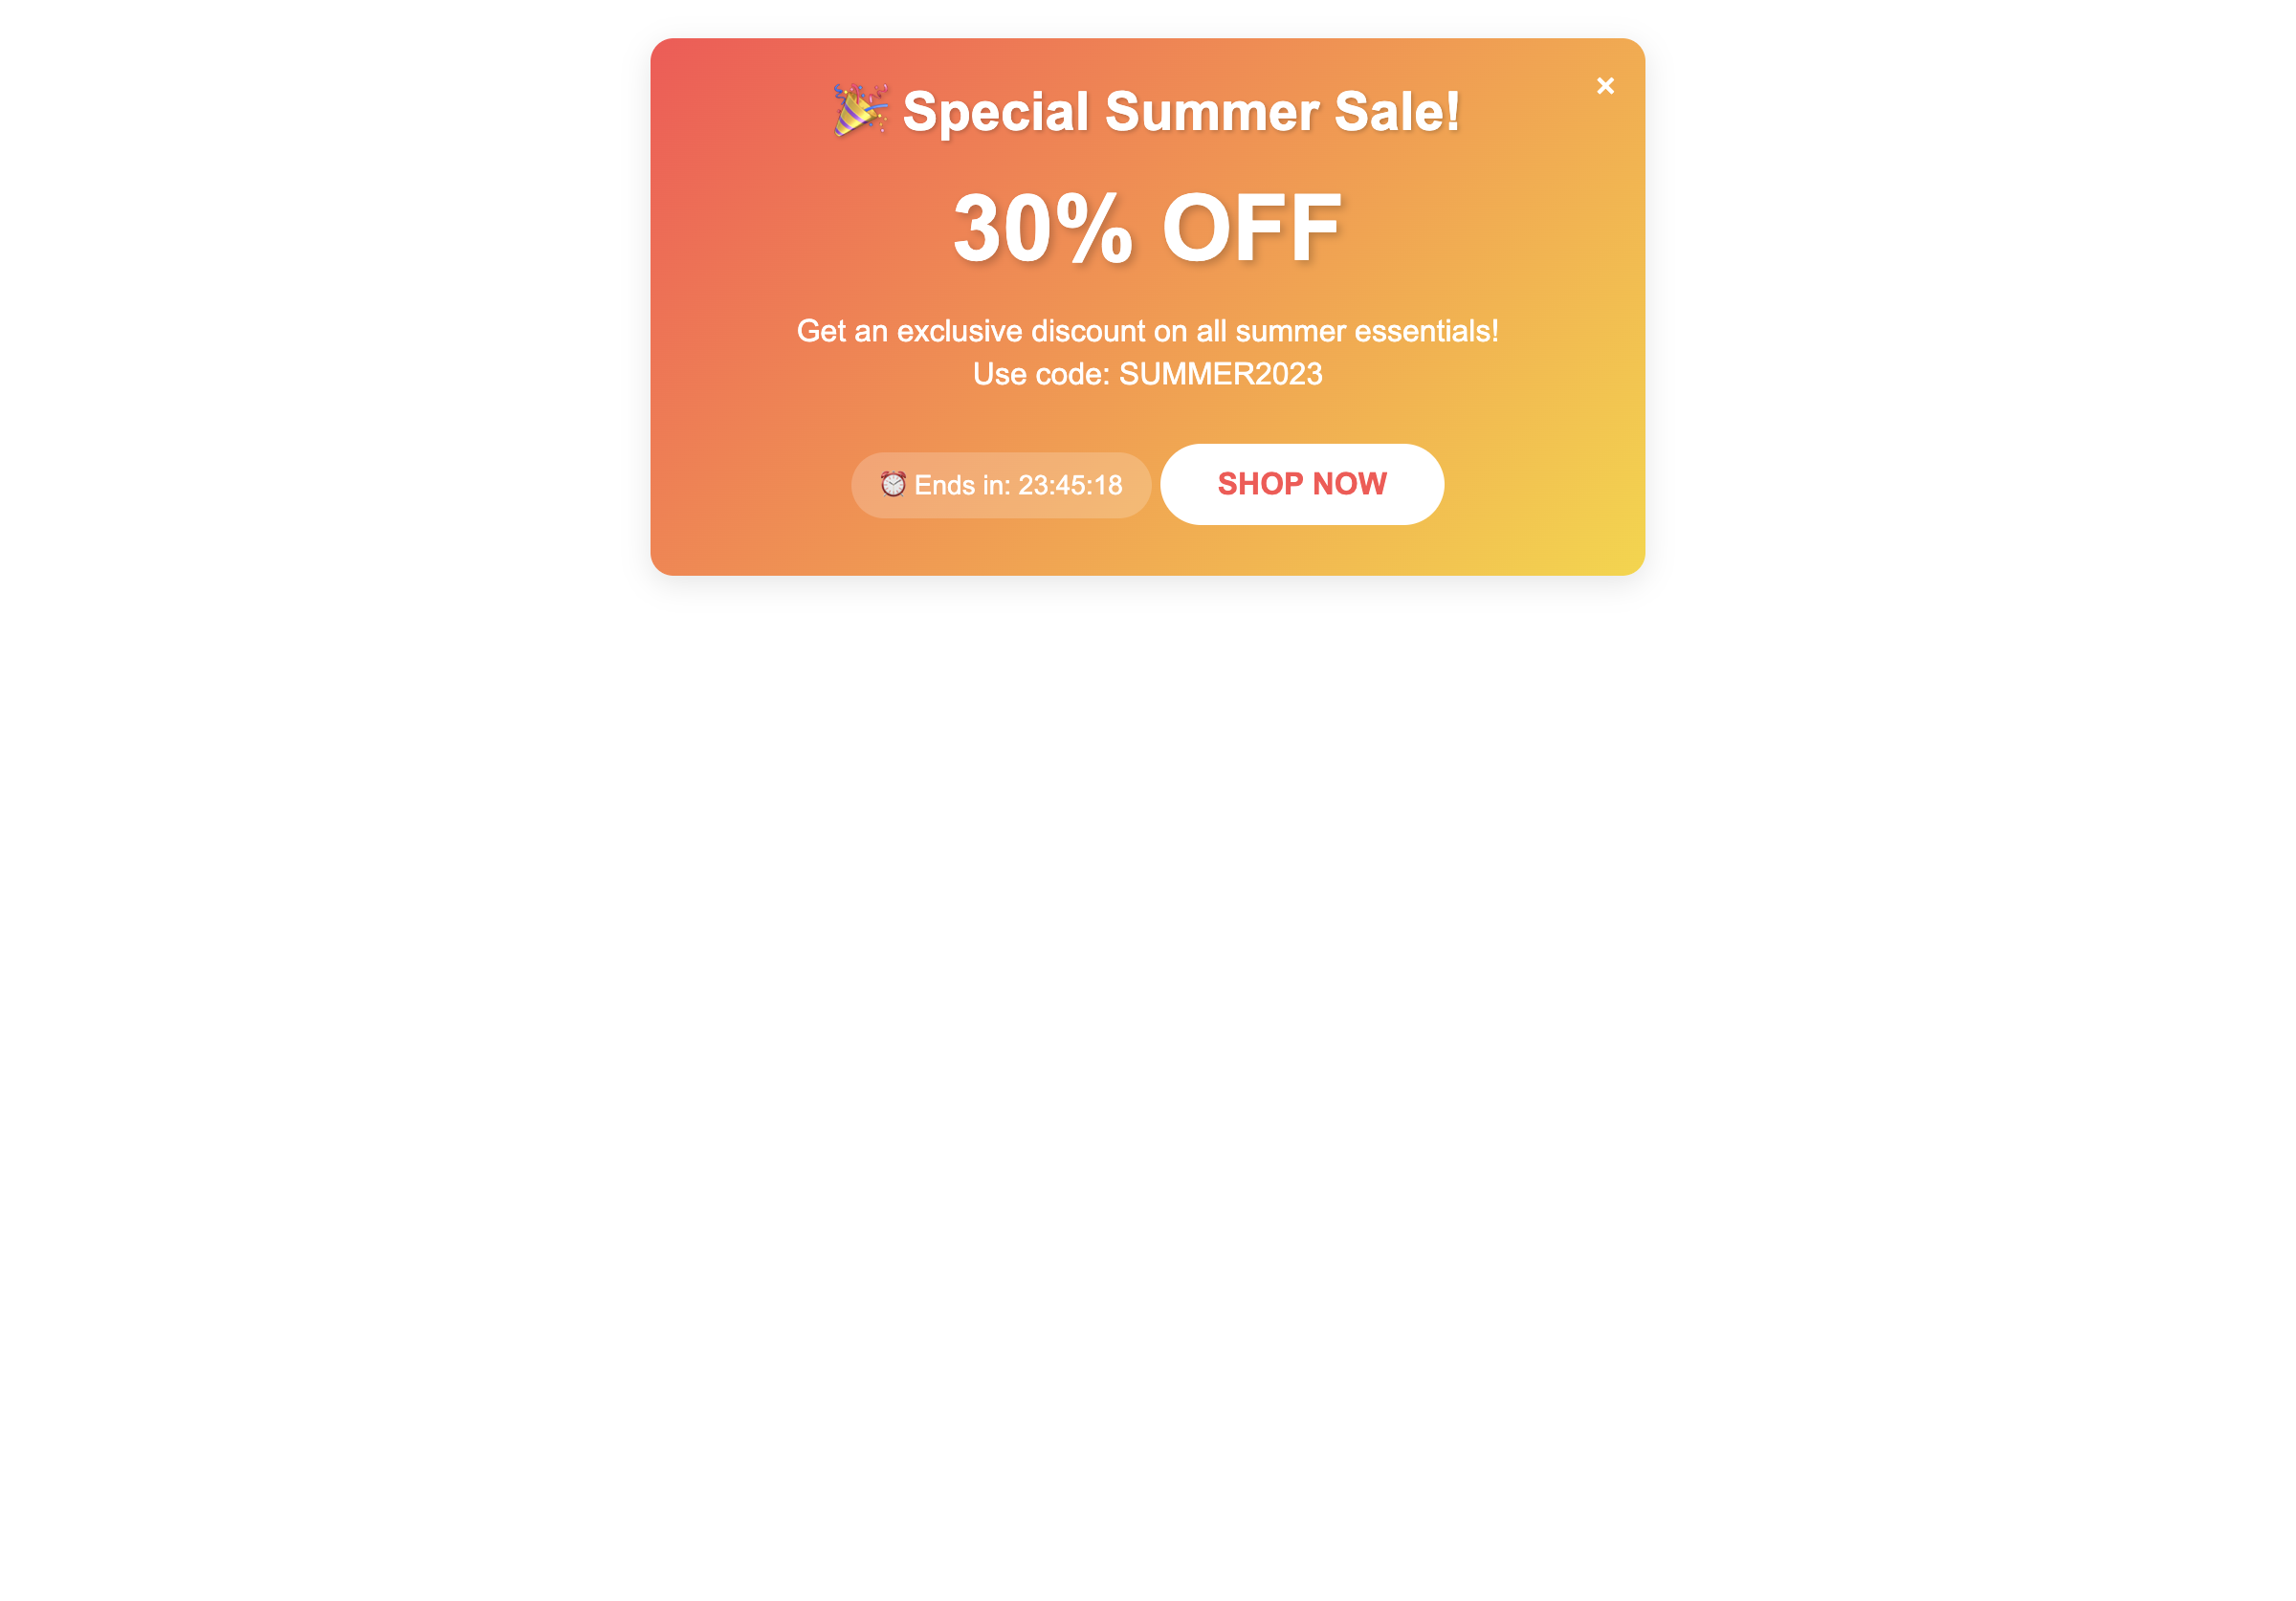 ×
🎉 Special Summer Sale!
30% OFF
Get an exclusive discount on all summer essentials!
Use code: SUMMER2023
⏰ Ends in: 23:45:18
SHOP NOW